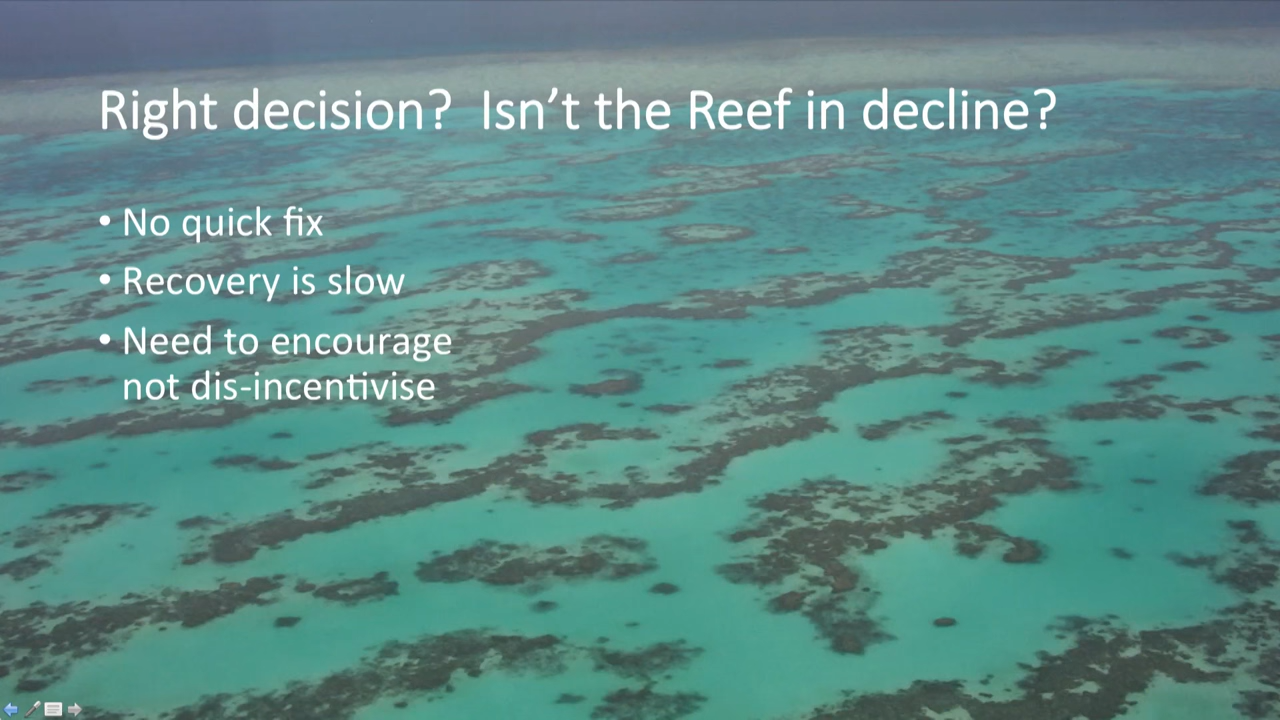 Right decision?  Isn't the Reef in decline?
• No quick fix
• Recovery is slow
• Need to encourage
not dis-incentivise